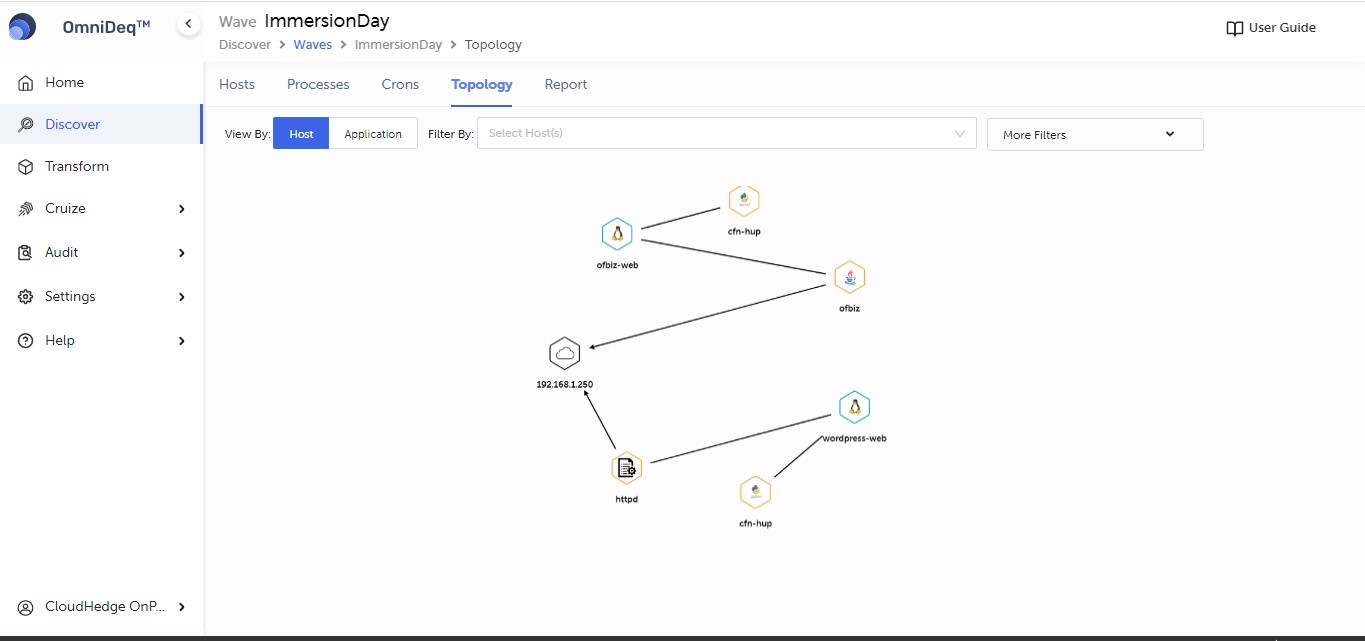 OmniDeq™
Wave ImmersionDay
User Guide
Discover > Waves > ImmersionDay > Topology
Home
Discover
Transform
Cruize
Audit
Settings
Help
CloudHedge OnP...
Hosts Processes Crons Topology Report
View By: Host Application Filter By: Select Host(s) More Filters
cfn-hup
ofbiz-web
ofbiz
192.168.1.250
wordpress-web
httpd
cfn-hup